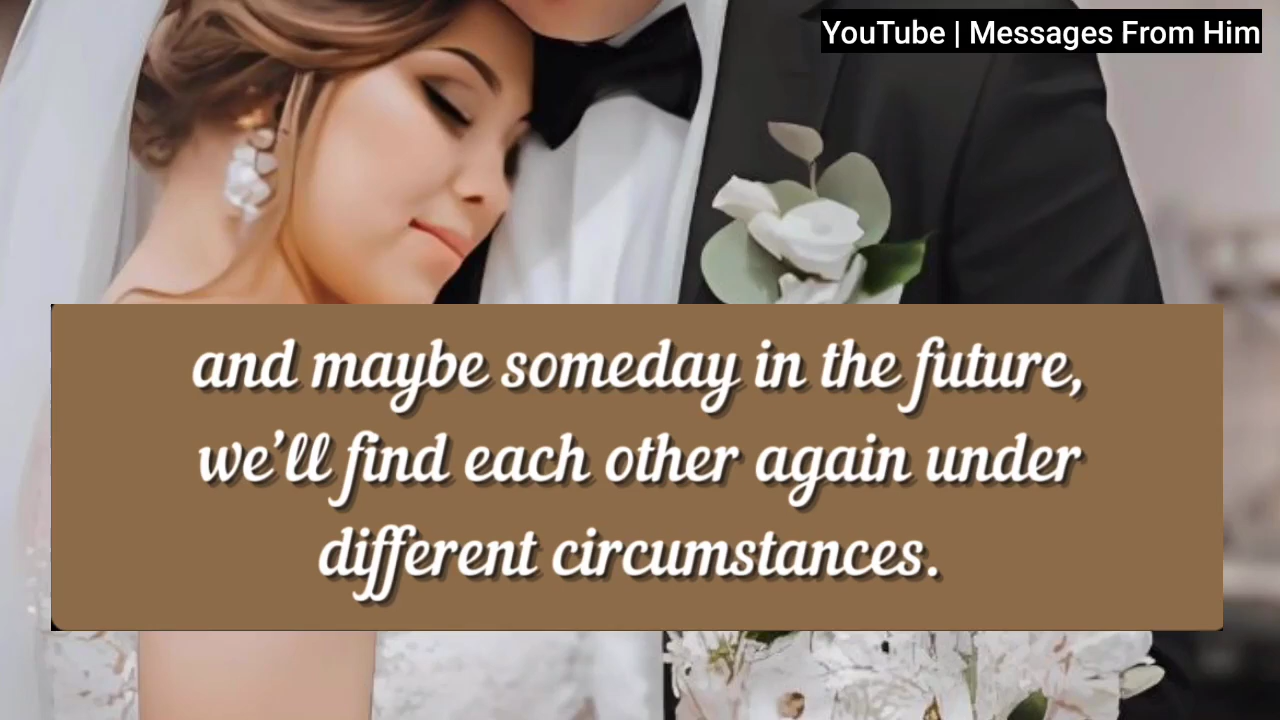 YouTube | Messages From Him
and maybe someday in the future,
we’ll find each other again under
different circumstances.